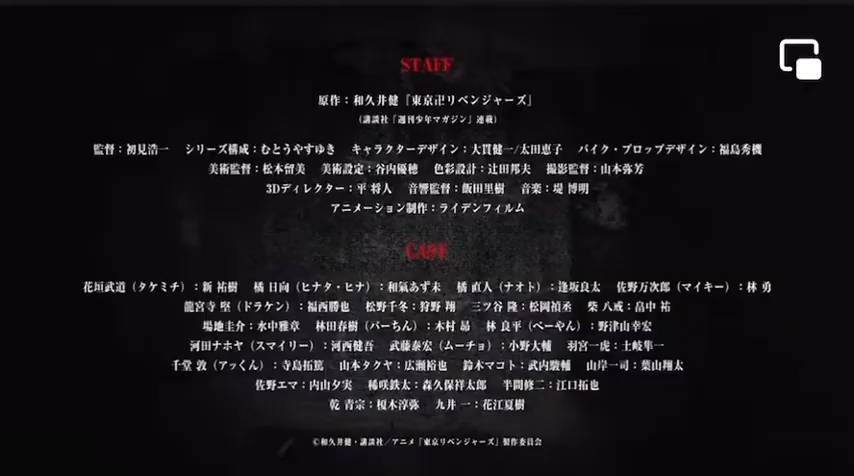 STAFF
原作：和久井健『東京卍リベンジャーズ』
（講談社「週刊少年マガジン」連載）
監督：初見浩一　シリーズ構成：むとうやすゆき　キャラクターデザイン：大貫健一/太田恵子　バイク・プロップデザイン：福島秀機
美術監督：松本留美　美術設定：谷内優穂　色彩設計：辻田邦夫　撮影監督：山本弥芳
3Dディレクター：平 将人　音響監督：飯田里樹　音楽：堤 博明
アニメーション制作：ライデンフィルム
CAST
花垣武道（タケミチ）：新 祐樹　橘 日向（ヒナタ・ヒナ）：和氣あず未　橘 直人（ナオト）：逢坂良太　佐野万次郎（マイキー）：林 勇
龍宮寺 堅（ドラケン）：福西勝也　松野千冬：狩野 翔　三ツ谷 隆：松岡禎丞　柴 八戒：畠中 祐
場地圭介：水中雅章　林田春樹（パーちん）：木村 昴　林 良平（ぺーやん）：野津山幸宏
河田ナホヤ（スマイリー）：河西健吾　武藤泰宏（ムーチョ）：小野大輔　羽宮一虎：土岐隼一
千堂 敦（アッくん）：寺島拓篤　山本タクヤ：広瀬裕也　鈴木マコト：武内駿輔　山岸一司：葉山翔太
佐野エマ：内山夕実　稀咲鉄太：森久保祥太郎　半間修二：江口拓也
乾 青宗：榎木淳弥　九井 一：花江夏樹
©和久井健・講談社／アニメ「東京リベンジャーズ」製作委員会